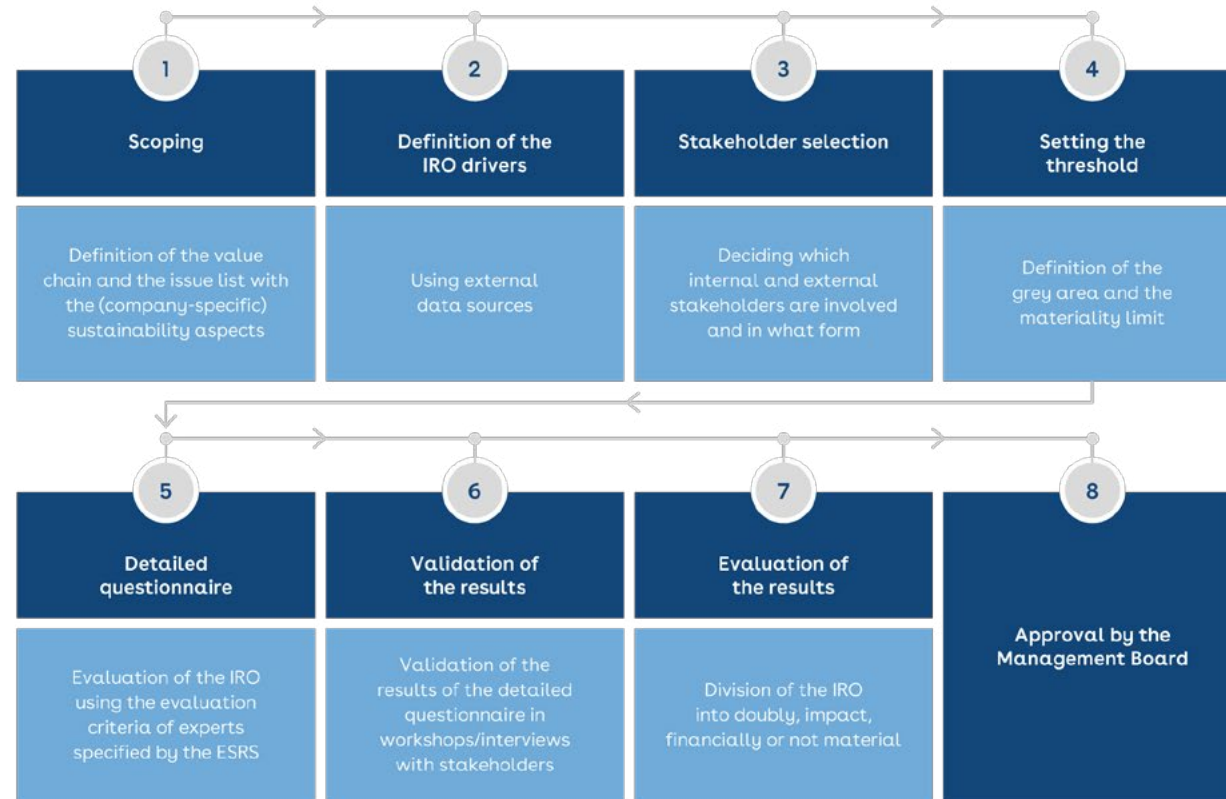 1
Scoping
Definition of the value
chain and the issue list with
the (company-specific)
sustainability aspects
2
Definition of the
IRO drivers
Using external
data sources
3
Stakeholder selection
Deciding which
internal and external
stakeholders are involved
and in what form
4
Setting the
threshold
Definition of the
grey area and the
materiality limit
5
Detailed
questionnaire
Evaluation of the IRO
using the evaluation
criteria of experts
specified by the ESRS
6
Validation of
the results
Validation of the
results of the detailed
questionnaire in
workshops/interviews
with stakeholders
7
Evaluation of
the results
Division of the IRO
into doubly, impact,
financially or not material
8
Approval by the
Management Board